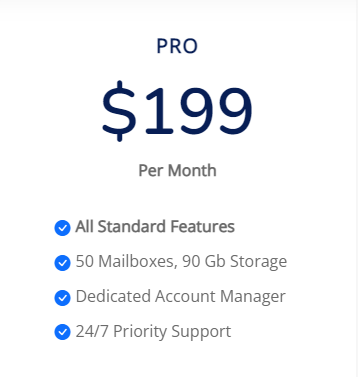 PRO
$199
Per Month
All Standard Features
50 Mailboxes, 90 Gb Storage
Dedicated Account Manager
24/7 Priority Support